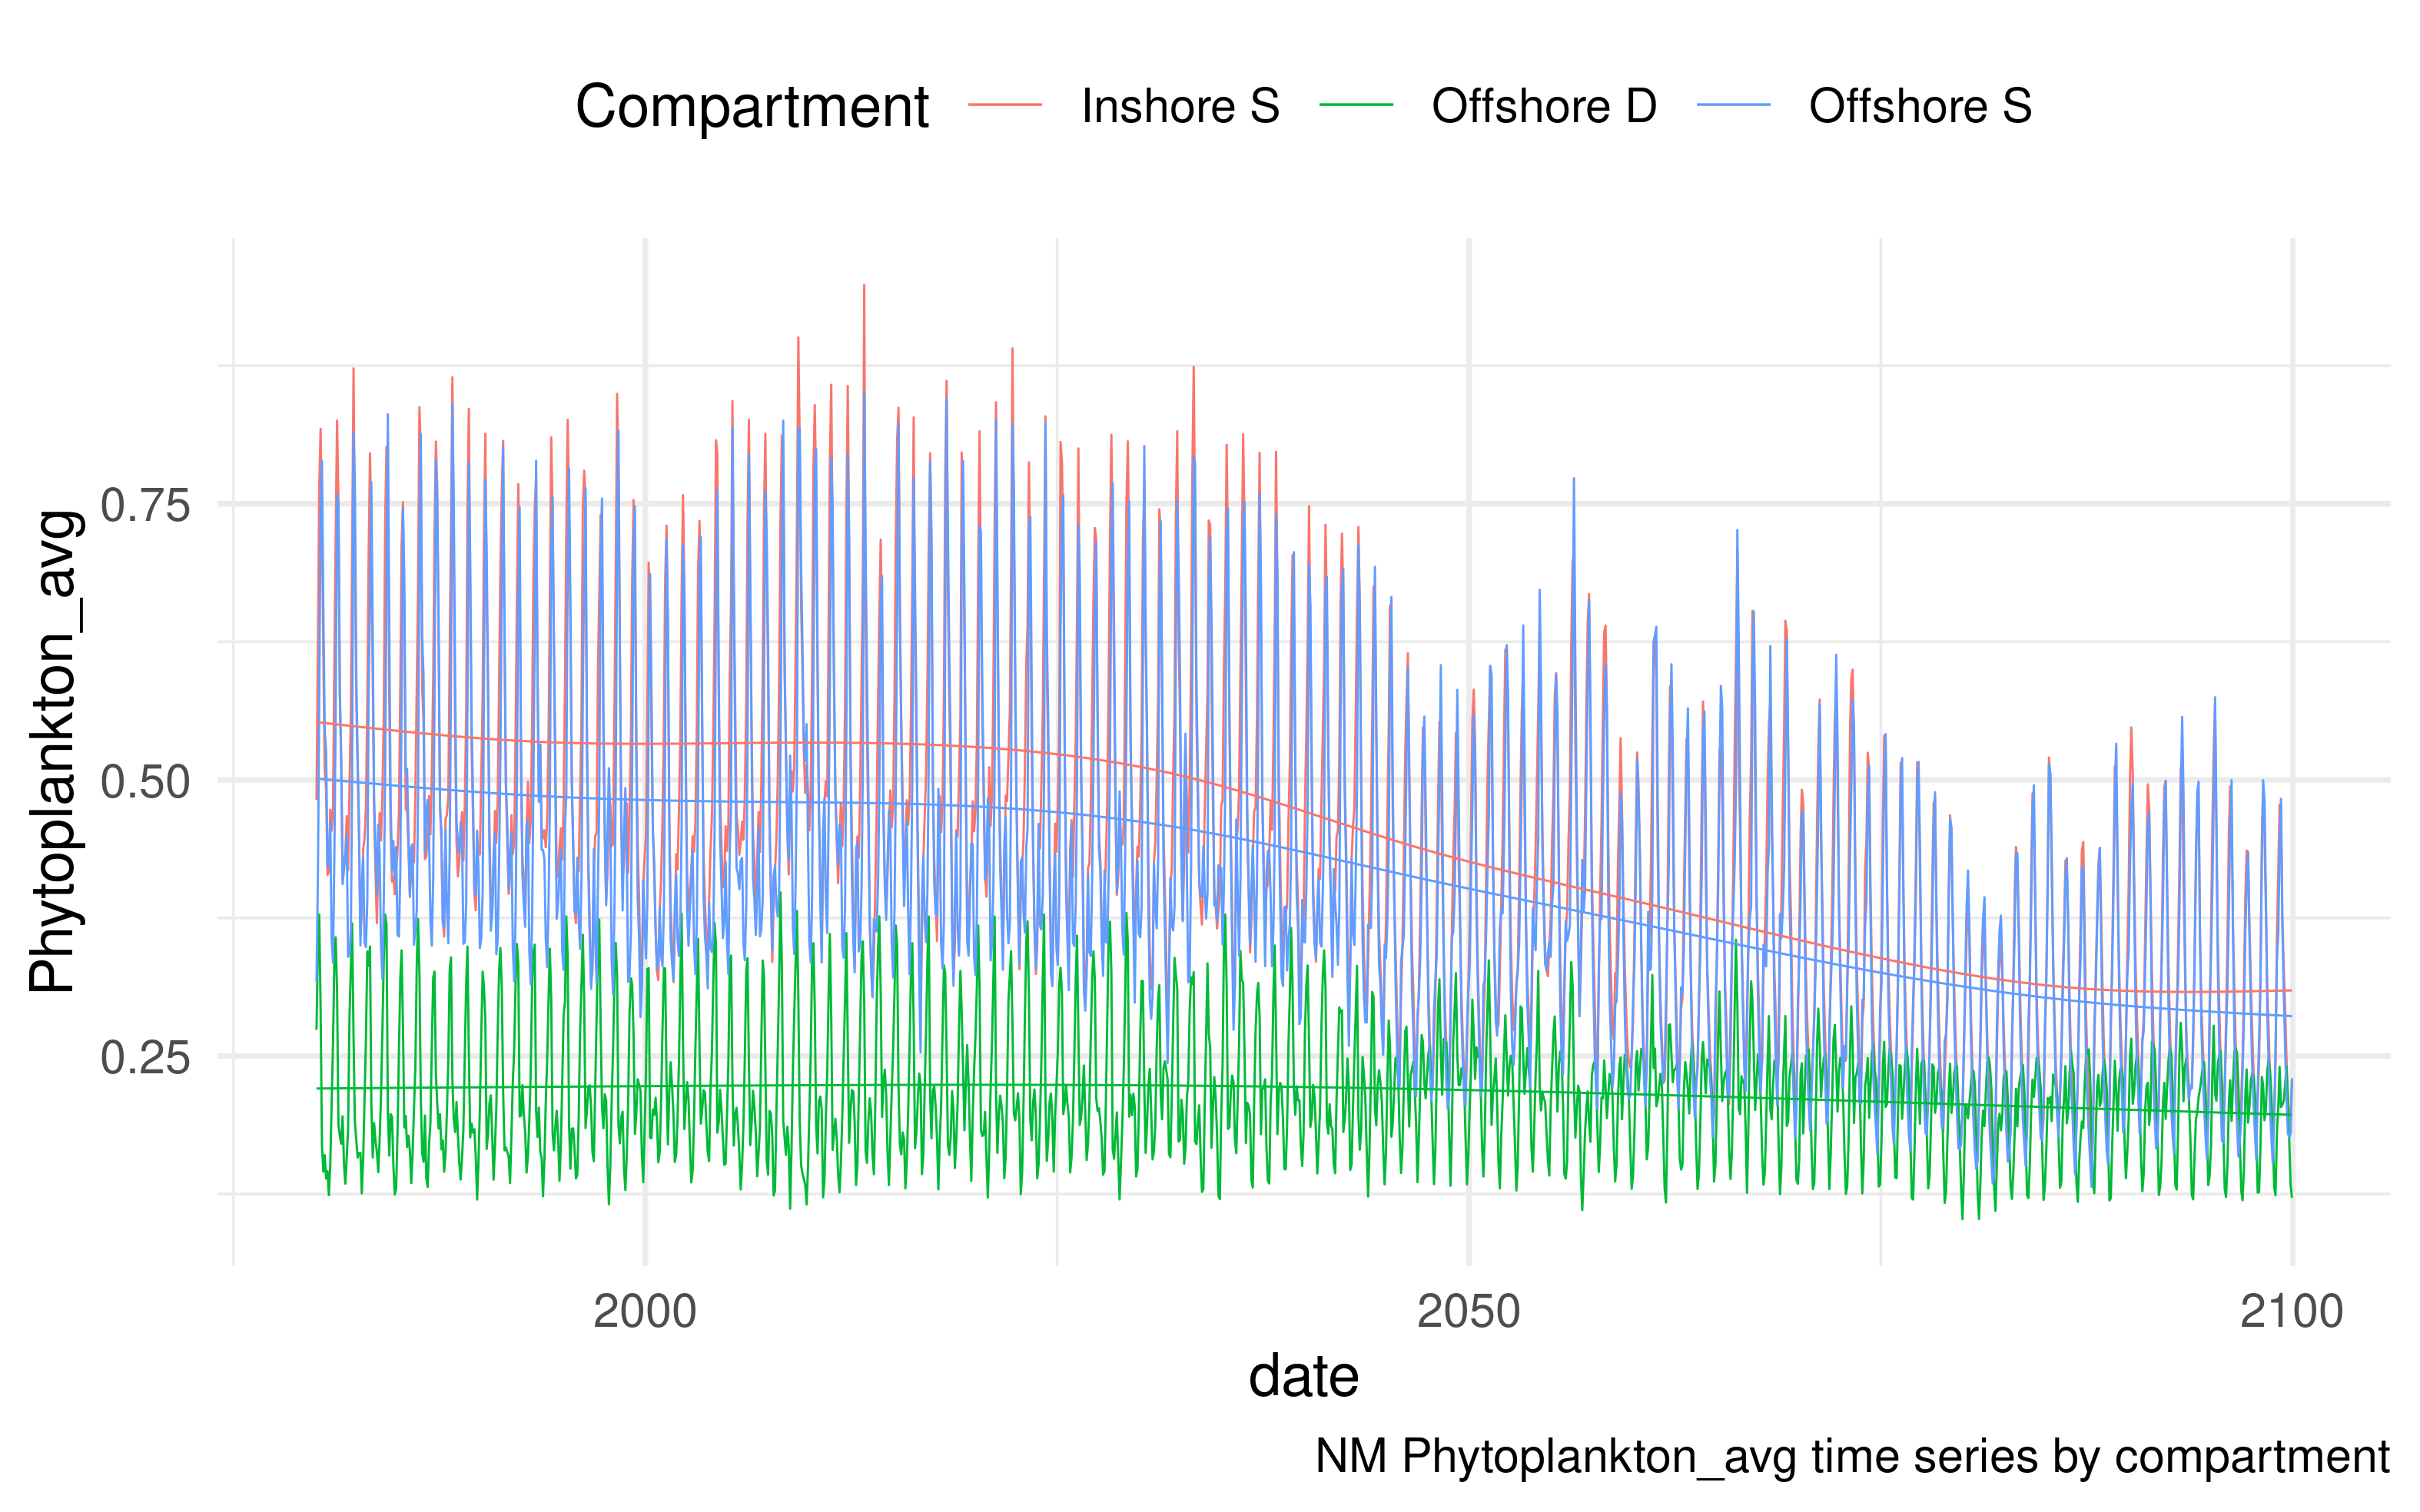 Compartment Inshore S Offshore D Offshore S
Phytoplankton_avg
0.75
0.50
0.25
2000 2050 2100
date
NM Phytoplankton_avg time series by compartment